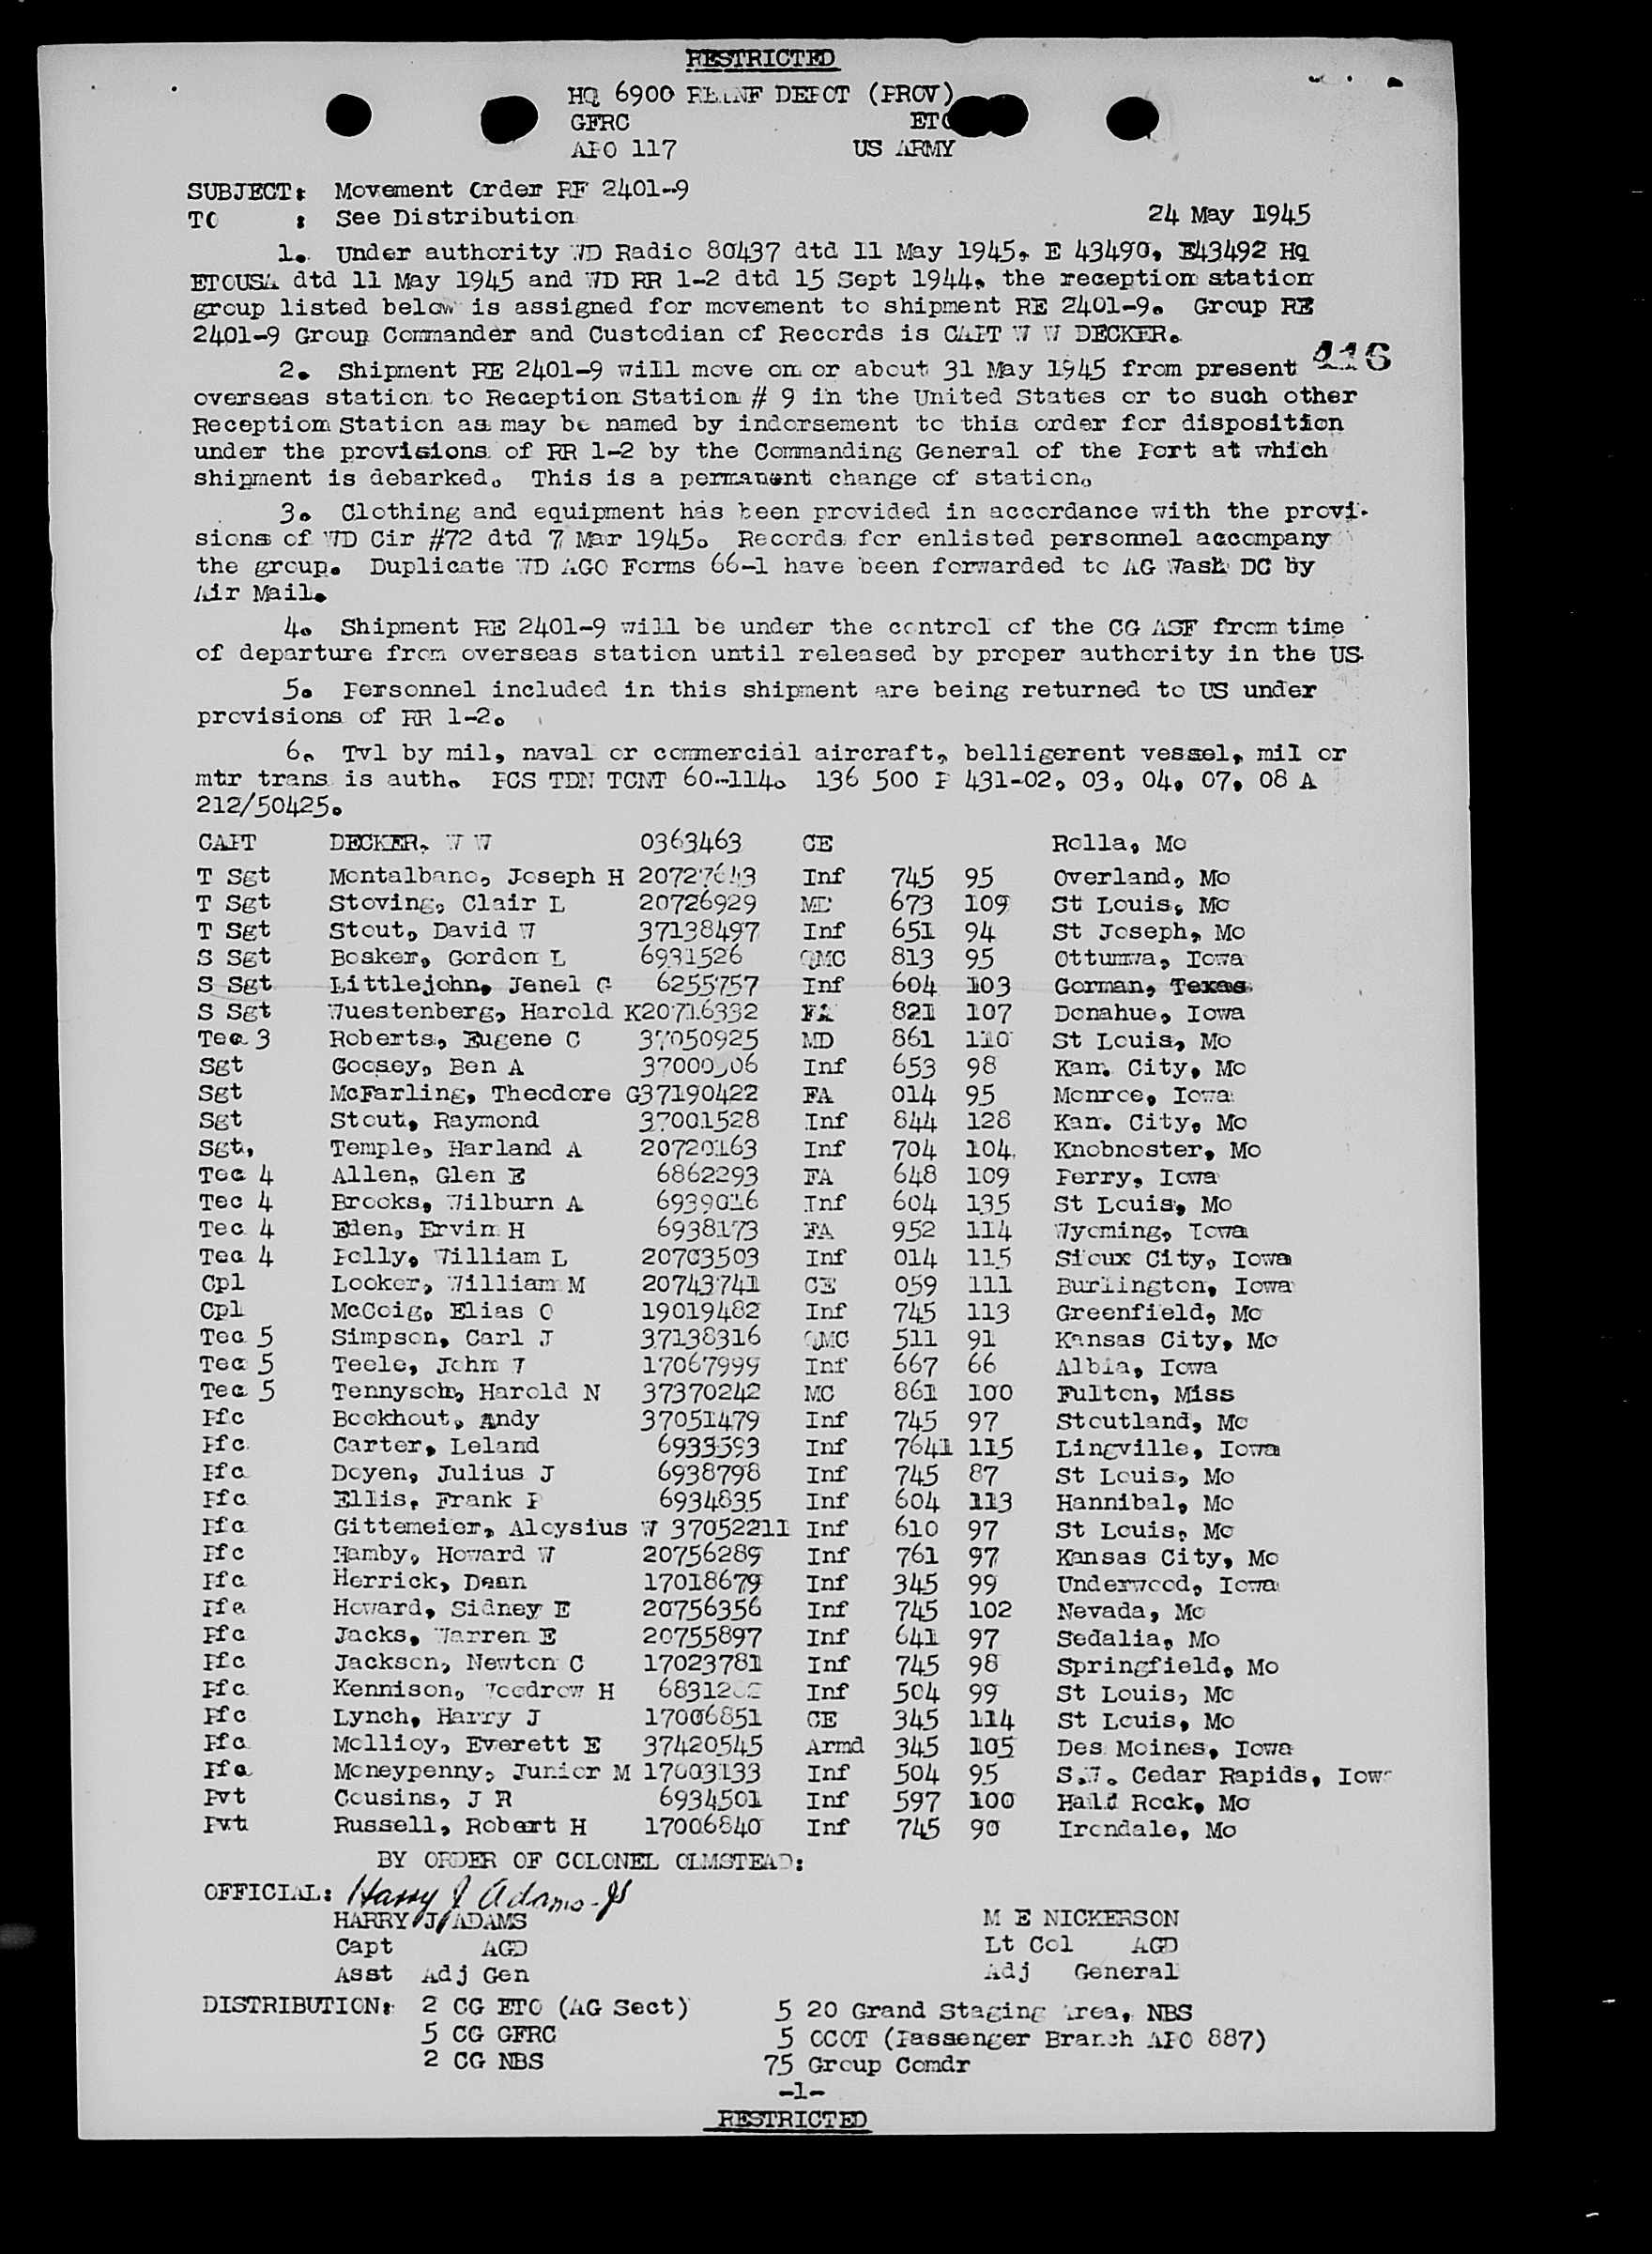 RESTRICTED
HQ 6900 REINF DEPOT (PROV)
GFRC ETO
APO 117 US ARMY
SUBJECT: Movement Order RE 2401-9
TO : See Distribution 24 May 1945
1. Under authority WD Radio 80437 dtd 11 May 1945, E 43490, E43492 Hq
ETOUSA dtd 11 May 1945 and WD RR 1-2 dtd 15 Sept 1944, the reception station
group listed below is assigned for movement to shipment RE 2401-9. Group RE
2401-9 Group Commander and Custodian of Records is CAPT W W DECKER.
416
2. Shipment RE 2401-9 will move on or about 31 May 1945 from present
overseas station to Reception Station # 9 in the United States or to such other
Reception Station as may be named by indorsement to this order for disposition
under the provisions of RR 1-2 by the Commanding General of the Port at which
shipment is debarked. This is a permanent change of station.
3. Clothing and equipment has been provided in accordance with the provi-
sions of WD Cir #72 dtd 7 Mar 1945. Records for enlisted personnel accompany
the group. Duplicate WD AGO Forms 66-1 have been forwarded to AG Wash DC by
Air Mail.
4. Shipment RE 2401-9 will be under the control of the CG ASF from time
of departure from overseas station until released by proper authority in the US
5. Personnel included in this shipment are being returned to US under
provisions of RR 1-2.
6. Tvl by mil, naval or commercial aircraft, belligerent vessel, mil or
mtr trans is auth. PCS TDN TCNT 60-114. 136 500 P 431-02, 03, 04, 07, 08 A
212/50425.
CAPT DECKER, W W 0363463 CE Rolla, Mo
T Sgt Montalbano, Joseph H Inf 745 95 Overland, Mo
T Sgt Stoving, Clair L 20726929 MD 673 109 St Louis, Mo
T Sgt Stout, David W 37138497 Inf 651 94 St Joseph, Mo
S Sgt Bosker, Gordon L 6931526 QMC 813 95 Ottumwa, Iowa
S Sgt Littlejohn, Jenel G 6255757 Inf 604 103 Gorman, Texas
S Sgt Wuestenberg, Harold K20716332 FA 821 107 Donahue, Iowa
Tec 3 Roberts, Eugene C 37050925 MD 861 110 St Louis, Mo
Sgt Goosey, Ben A Inf 653 98 Kan. City, Mo
Sgt McFarling, Theodore G37190422 FA 014 95 Monroe, Iowa
Sgt Stout, Raymond 37001528 Inf 844 128 Kan. City, Mo
Sgt, Temple, Harland A 20720163 Inf 704 104 Knobnoster, Mo
Tec 4 Allen, Glen E 6862293 FA 648 109 Perry, Iowa
Tec 4 Brooks, Wilburn A 6939016 Inf 604 135 St Louis, Mo
Tec 4 Eden, Ervin H 6938173 FA 952 114 Wyoming, Iowa
Tec 4 Polly, William L 20703503 Inf 014 115 Sioux City, Iowa
Cpl Looker, William M 20743741 CE 059 111 Burlington, Iowa
Cpl McCoig, Elias O 19019482 Inf 745 113 Greenfield, Mo
Tec 5 Simpson, Carl J 37138316 QMC 511 91 Kansas City, Mo
Tec 5 Teele, John W 17067999 Inf 667 66 Albia, Iowa
Tec 5 Tennyson, Harold N 37370242 MC 861 100 Fulton, Miss
Pfc Bookhout, Andy 37051479 Inf 745 97 Stoutland, Mo
Pfc Carter, Leland 6933593 Inf 7641 115 Lingville, Iowa
Pfc Doyen, Julius J 6938798 Inf 745 87 St Louis, Mo
Pfc Ellis, Frank P 6934835 Inf 604 113 Hannibal, Mo
Pfc Gittemeier, Aloysius W 37052211 Inf 610 97 St Louis, Mo
Pfc Hamby, Howard W 20756289 Inf 761 97 Kansas City, Mo
Pfc Herrick, Dean 17018679 Inf 345 99 Underwood, Iowa
Pfc Howard, Sidney E 20756356 Inf 745 102 Nevada, Mo
Pfc Jacks, Warren E 20755897 Inf 641 97 Sedalia, Mo
Pfc Jackson, Newton C 17023781 Inf 745 98 Springfield, Mo
Pfc Kennison, Woodrow H Inf 504 99 St Louis, Mo
Pfc Lynch, Harry J 17006851 CE 345 114 St Louis, Mo
Pfc Mollioy, Everett E 37420545 Armd 345 105 Des Moines, Iowa
Pfc Moneypenny, Junior M 17003133 Inf 504 95 S.W. Cedar Rapids, Iowa
Pvt Cousins, J R 6934501 Inf 597 100 Hald Rock, Mo
Pvt Russell, Robert H 17006840 Inf 745 90 Irondale, Mo
BY ORDER OF COLONEL OLMSTEAD:
OFFICIAL: Harry J Adams Jr
HARRY J ADAMS M E NICKERSON
Capt AGD Lt Col AGD
Asst Adj Gen Adj General
DISTRIBUTION: 2 CG ETO (AG Sect) 5 20 Grand Staging Area, NBS
5 CG GFRC 5 OCOT (Passenger Branch APO 887)
2 CG NBS 75 Group Comdr
-1-
RESTRICTED